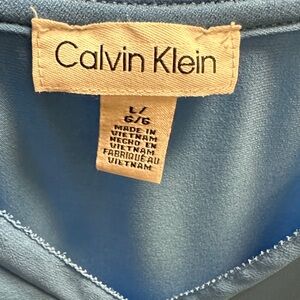 Calvin Klein
L/
G/G
MADE IN
VIETNAM
HECHO EN
VIETNAM
FABRIQUÉ AU
VIETNAM